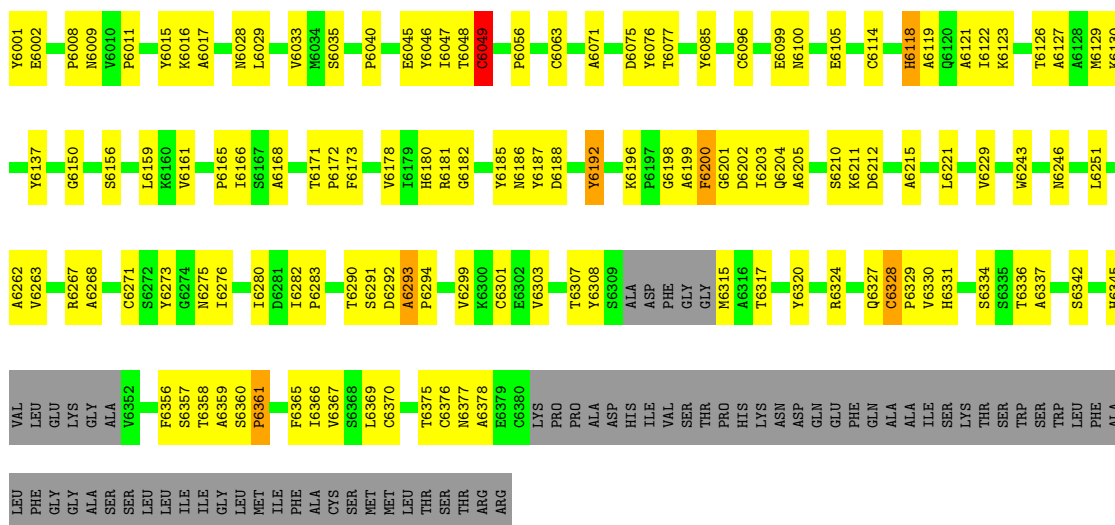 Y6001 E6002 P6008 N6009 V6010 P6011 Y6015 K6016 A6017 N6028 L6029 V6033 M6034 S6035 P6040 E6045 Y6046 I6047 T6048 C6049 P6056 C6063 A6071 D6075 Y6076 T6077 Y6085 C6096 E6099 N6100 E6105 C6114 H6118 A6119 Q6120 A6121 I6122 K6123 T6126 A6127 A6128 M6129 K6130
Y6137 G6150 S6156 L6159 K6160 V6161 P6165 I6166 S6167 A6168 T6171 P6172 F6173 V6178 I6179 H6180 R6181 G6182 Y6185 N6186 Y6187 D6188 Y6192 K6196 P6197 G6198 A6199 F6200 G6201 D6202 I6203 Q6204 A6205 S6210 K6211 D6212 A6215 L6221 V6229 W6243 N6246 L6251
A6262 V6263 R6267 A6268 C6271 S6272 Y6273 G6274 N6275 I6276 I6280 D6281 I6282 P6283 T6290 S6291 D6292 A6293 P6294 V6299 K6300 C6301 E6302 V6303 T6307 Y6308 S6309 ALA ASP PHE GLY GLY M6315 A6316 T6317 Y6320 R6324 Q6327 C6328 P6329 V6330 H6331 S6334 S6335 T6336 A6337 S6342 H6345
VAL LEU GLU LYS GLY ALA V6352 F6356 S6357 T6358 A6359 S6360 P6361 F6365 I6366 V6367 S6368 L6369 C6370 T6375 C6376 N6377 A6378 E6379 C6380 LYS PRO PRO ALA ASP HIS ILE VAL SER THR PRO HIS LYS ASN ASP GLN GLU PHE GLN ALA ALA ILE SER LYS THR SER TRP SER TRP LEU PHE ALA
LEU PHE GLY GLY ALA SER SER LEU LEU ILE ILE GLY LEU MET ILE PHE ALA CYS SER MET MET LEU THR SER THR ARG ARG